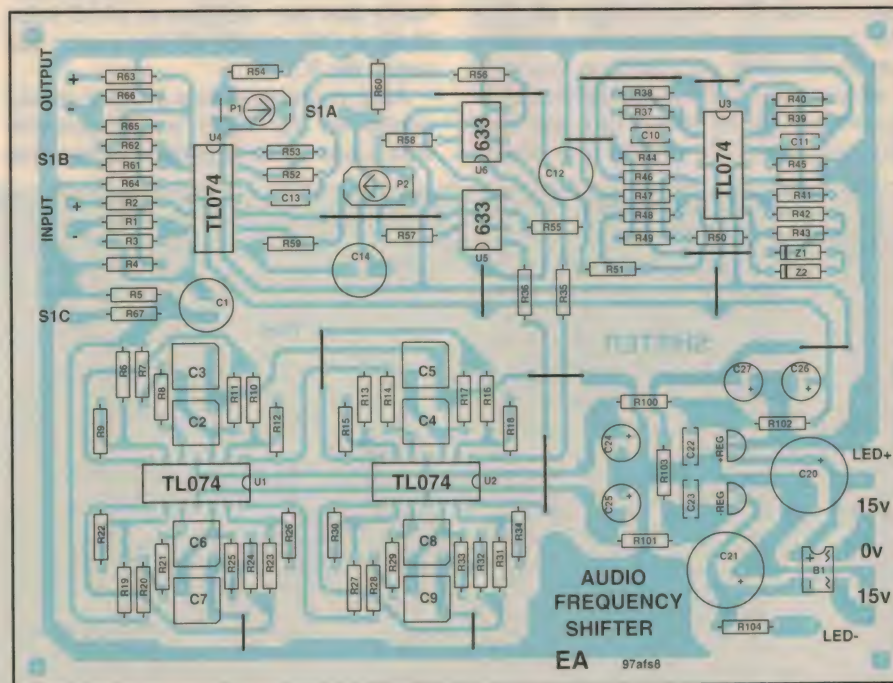 OUTPUT
+
-
S1B
INPUT
+
-
S1C
R63
R66
R65
R62
R61
R64
R2
R1
R3
R4
R5
R67
R54
P1
S1A
U4
TL074
R53
R52
C13
R59
C1
R60
R58
P2
C14
R57
R56
633
U6
633
U5
C12
R55
R36
R35
R38
R37
C10
R44
R46
R47
R48
R49
R51
U3
TL074
R50
R40
R39
C11
R45
R41
R42
R43
Z1
Z2
SHIFTER
R6
R7
R8
C3
C2
R11
R10
R9
R12
TL074
U1
R22
R19
R20
R21
C6
C7
R25
R24
R23
R26
R13
R14
R15
C5
C4
R17
R16
R18
TL074
U2
R30
R27
R28
R29
C8
C9
R33
R32
R31
R34
C27
C26
+
+
R100
R102
C24
+
R103
C22
+REG
C20
+
C25
+
C23
-REG
R101
C21
+
B1
+
R104
LED+
15v
0v
15v
LED-
AUDIO
FREQUENCY
SHIFTER
EA
97afs8